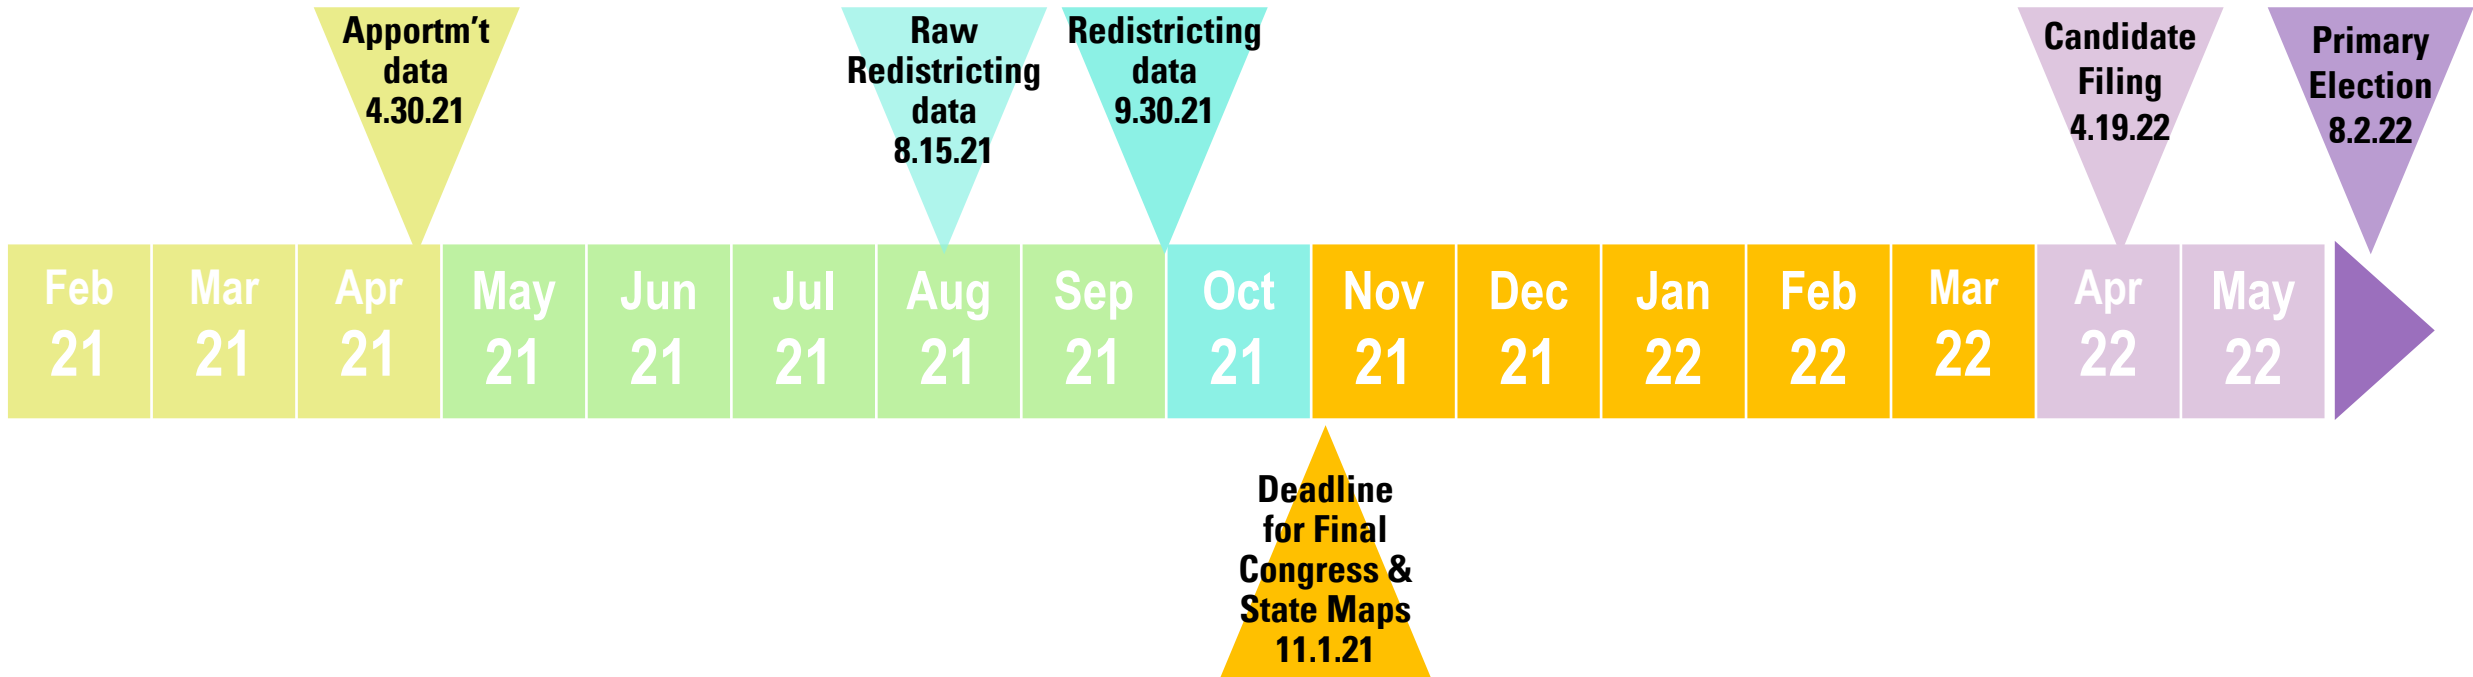 Apportm't
data
4.30.21
Raw
Redistricting
data
8.15.21
Redistricting
data
9.30.21
Candidate
Filing
4.19.22
Primary
Election
8.2.22
Feb
21
Mar
21
Apr
21
May
21
Jun
21
Jul
21
Aug
21
Sep
21
Oct
21
Nov
21
Dec
21
Jan
22
Feb
22
Mar
22
Apr
22
May
22
Deadline
for Final
Congress &
State Maps
11.1.21